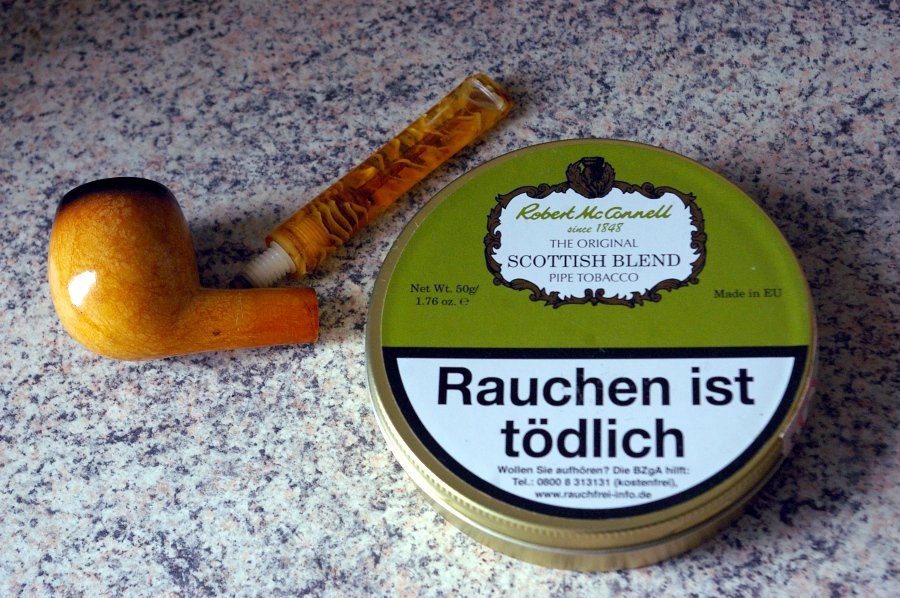 Robert McConnell
since 1848
THE ORIGINAL
SCOTTISH BLEND
PIPE TOBACCO
Net Wt. 50g/
1.76 oz. e
Made in EU
Rauchen ist
tödlich
Wollen Sie aufhören? Die BZgA hilft:
Tel.: 0800 8 313131 (kostenfrei),
www.rauchfrei-info.de